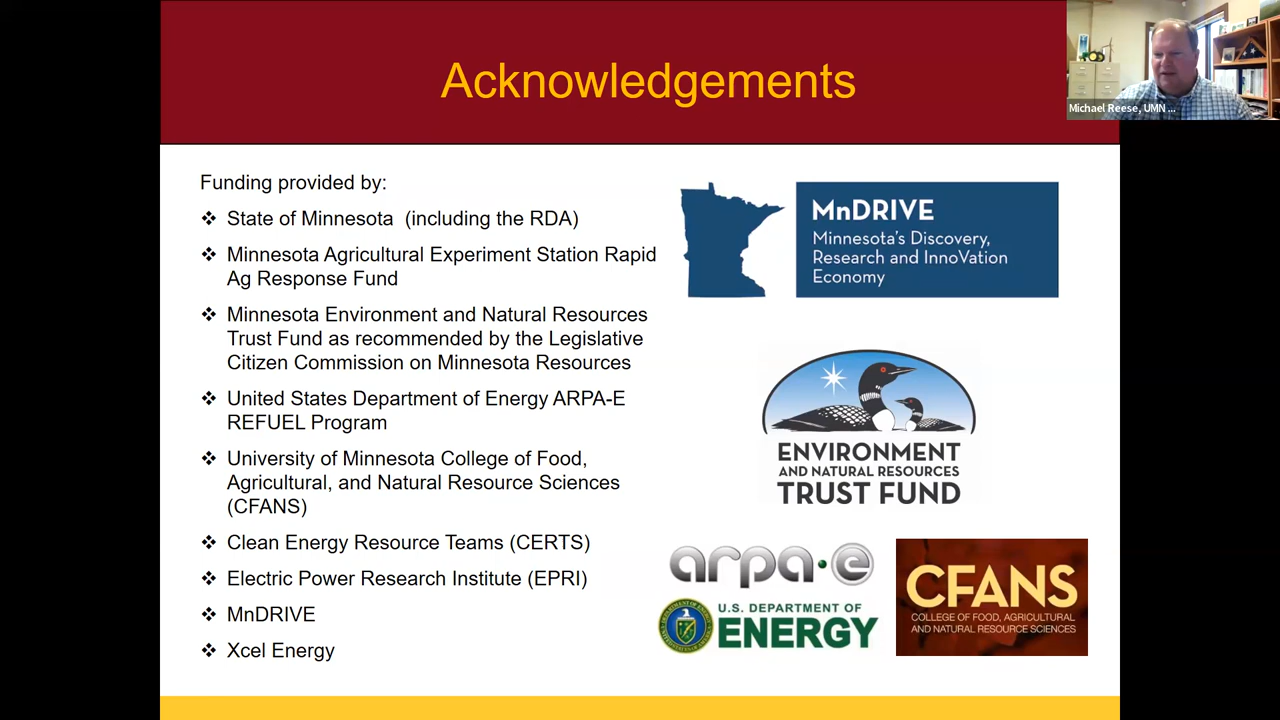 Acknowledgements
Michael Reese, UMN ...
Funding provided by:
❖ State of Minnesota (including the RDA)
❖ Minnesota Agricultural Experiment Station Rapid
Ag Response Fund
❖ Minnesota Environment and Natural Resources
Trust Fund as recommended by the Legislative
Citizen Commission on Minnesota Resources
❖ United States Department of Energy ARPA-E
REFUEL Program
❖ University of Minnesota College of Food,
Agricultural, and Natural Resource Sciences
(CFANS)
❖ Clean Energy Resource Teams (CERTS)
❖ Electric Power Research Institute (EPRI)
❖ MnDRIVE
❖ Xcel Energy
MnDRIVE
Minnesota's Discovery,
Research and InnoVation
Economy
ENVIRONMENT
AND NATURAL RESOURCES
TRUST FUND
arpa·e
U.S. DEPARTMENT OF
ENERGY
CFANS
COLLEGE OF FOOD, AGRICULTURAL
AND NATURAL RESOURCE SCIENCES